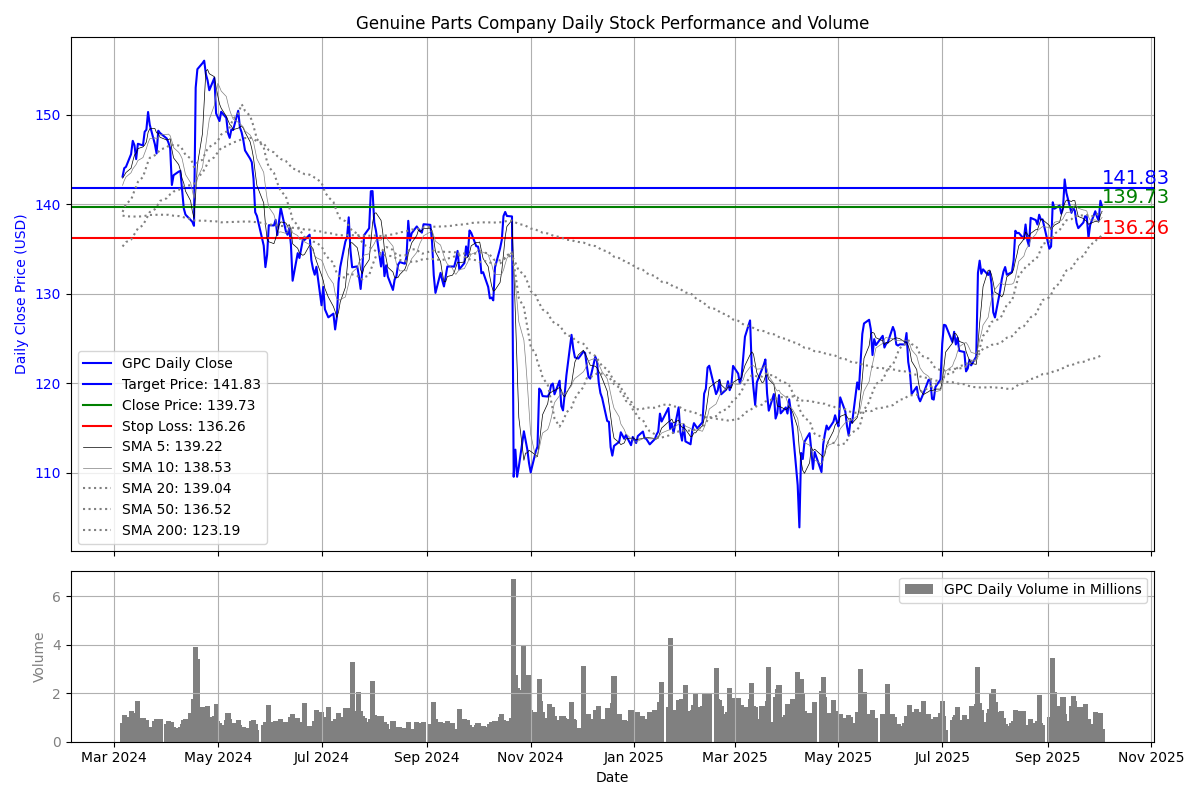 Genuine Parts Company Daily Stock Performance and Volume
Daily Close Price (USD)
150
140
130
120
110
141.83
139.73
136.26
GPC Daily Close
Target Price: 141.83
Close Price: 139.73
Stop Loss: 136.26
SMA 5: 139.22
SMA 10: 138.53
SMA 20: 139.04
SMA 50: 136.52
SMA 200: 123.19
Volume
6
4
2
0
GPC Daily Volume in Millions
Mar 2024 May 2024 Jul 2024 Sep 2024 Nov 2024 Jan 2025 Mar 2025 May 2025 Jul 2025 Sep 2025 Nov 2025
Date